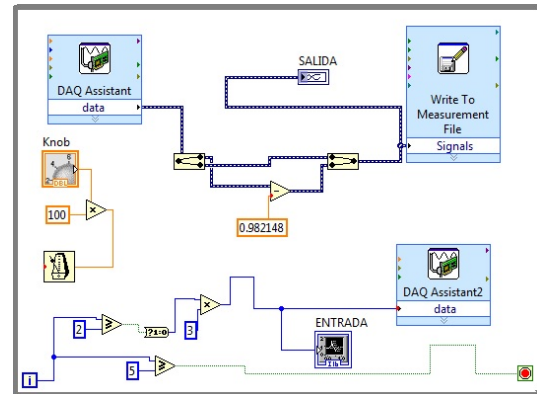 DAQ Assistant
data
SALIDA
Write To
Measurement
File
Signals
Knob
100
0.982148
DAQ Assistant2
data
ENTRADA
2
?1:0
3
5
i